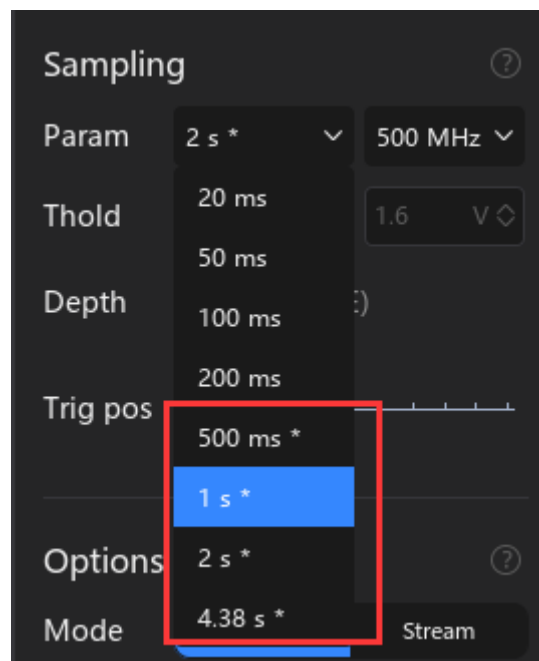 Sampling ?
Param 2 s * 500 MHz
20 ms
Thold 1.6 V
50 ms
Depth )
100 ms
200 ms
Trig pos
500 ms *
1 s *
Options 2 s * ?
4.38 s *
Mode Stream